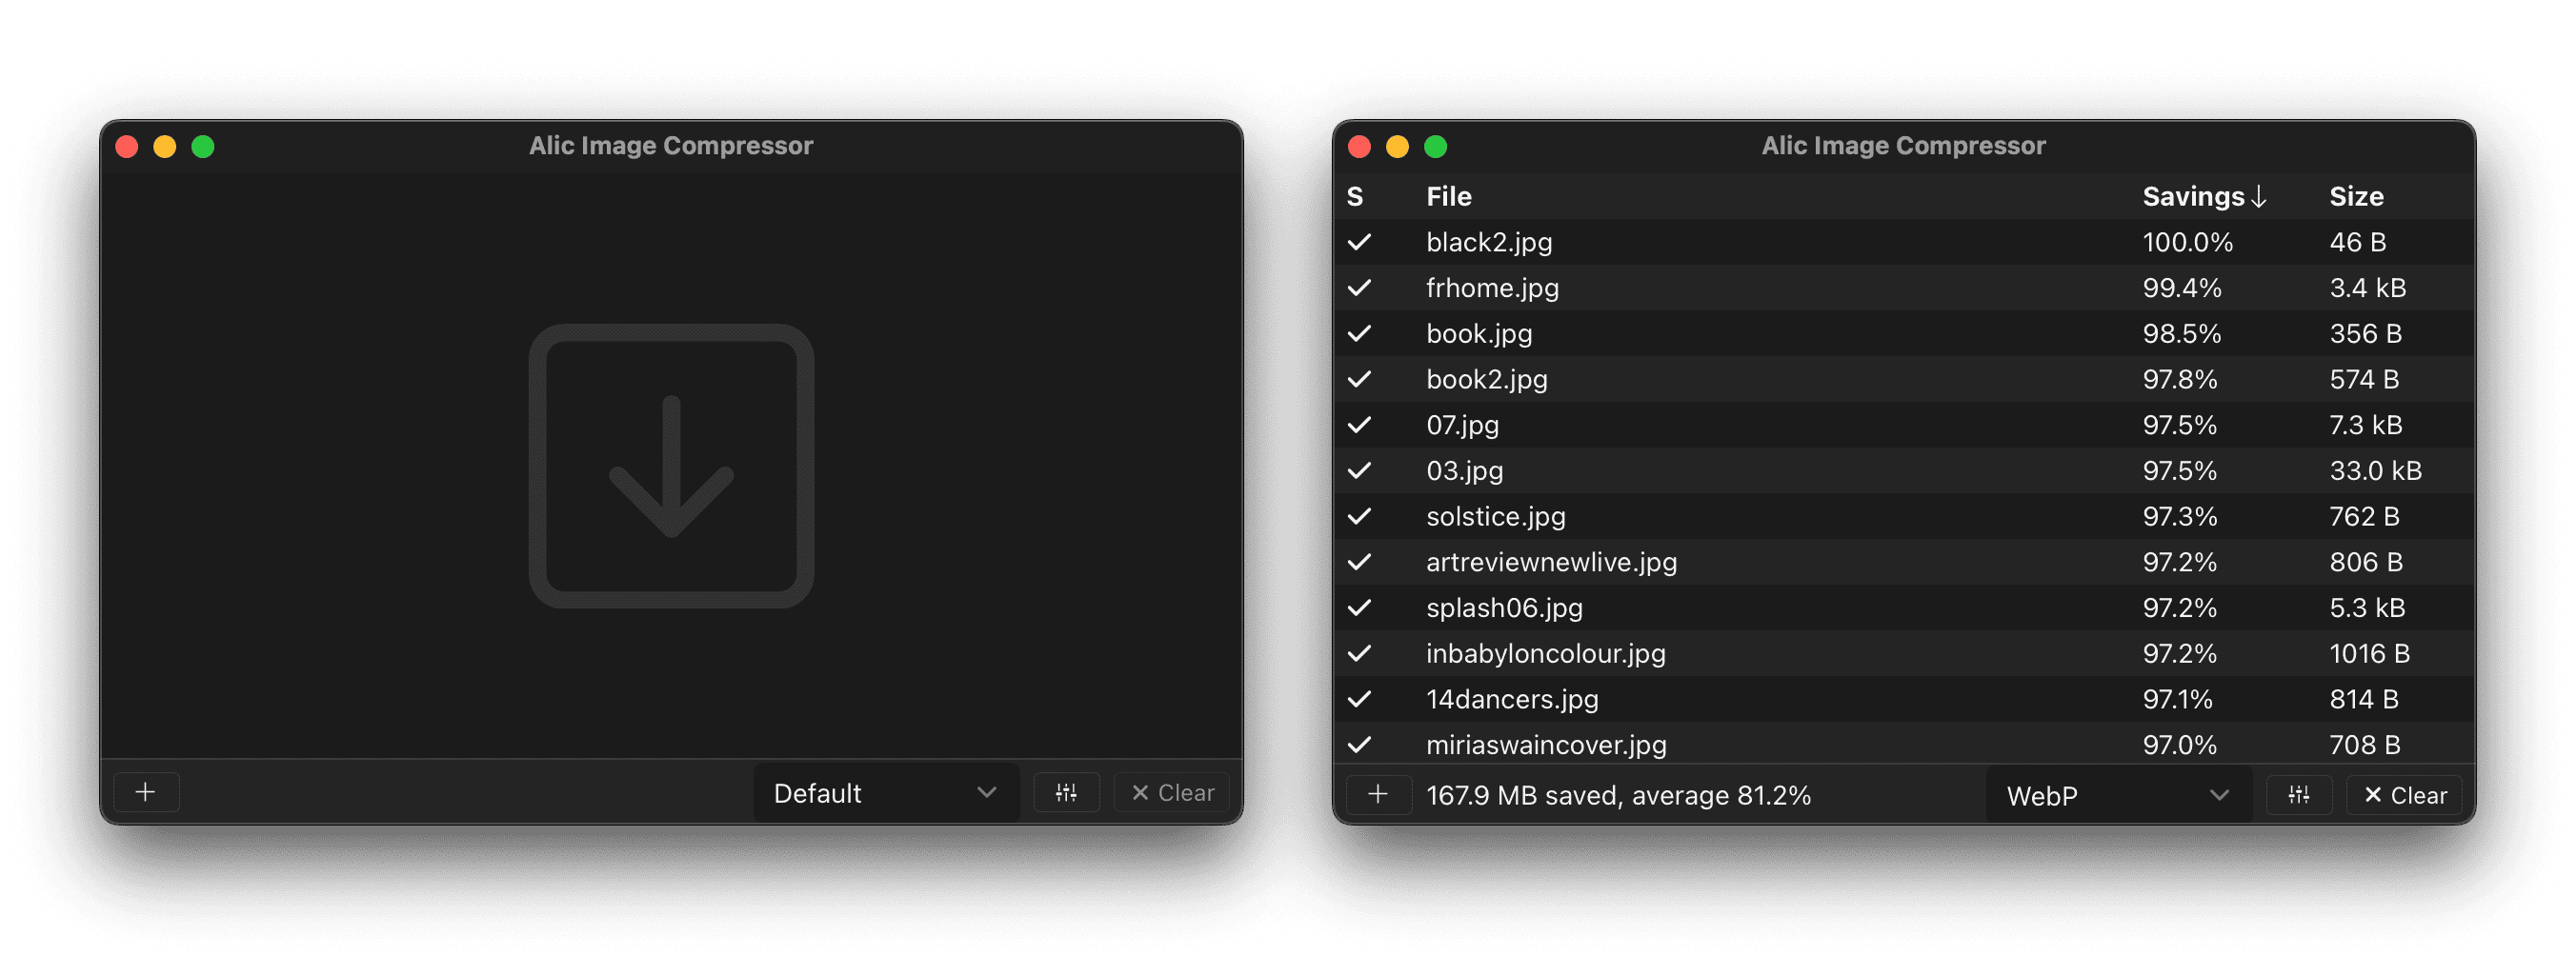 Alic Image Compressor
Default
Clear
Alic Image Compressor
S File Savings Size
black2.jpg 100.0% 46 B
frhome.jpg 99.4% 3.4 kB
book.jpg 98.5% 356 B
book2.jpg 97.8% 574 B
07.jpg 97.5% 7.3 kB
03.jpg 97.5% 33.0 kB
solstice.jpg 97.3% 762 B
artreviewnewlive.jpg 97.2% 806 B
splash06.jpg 97.2% 5.3 kB
inbabyloncolour.jpg 97.2% 1016 B
14dancers.jpg 97.1% 814 B
miriaswaincover.jpg 97.0% 708 B
167.9 MB saved, average 81.2% WebP Clear